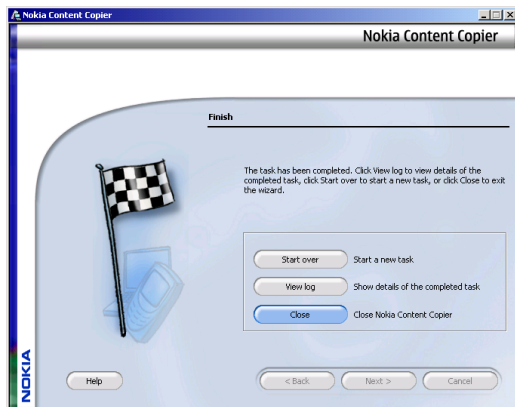 Nokia Content Copier
Nokia Content Copier
Finish
The task has been completed. Click View log to view details of the
completed task, click Start over to start a new task, or click Close to exit
the wizard.
Start over Start a new task
View log Show details of the completed task
Close Close Nokia Content Copier
NOKIA
Help < Back Next > Cancel